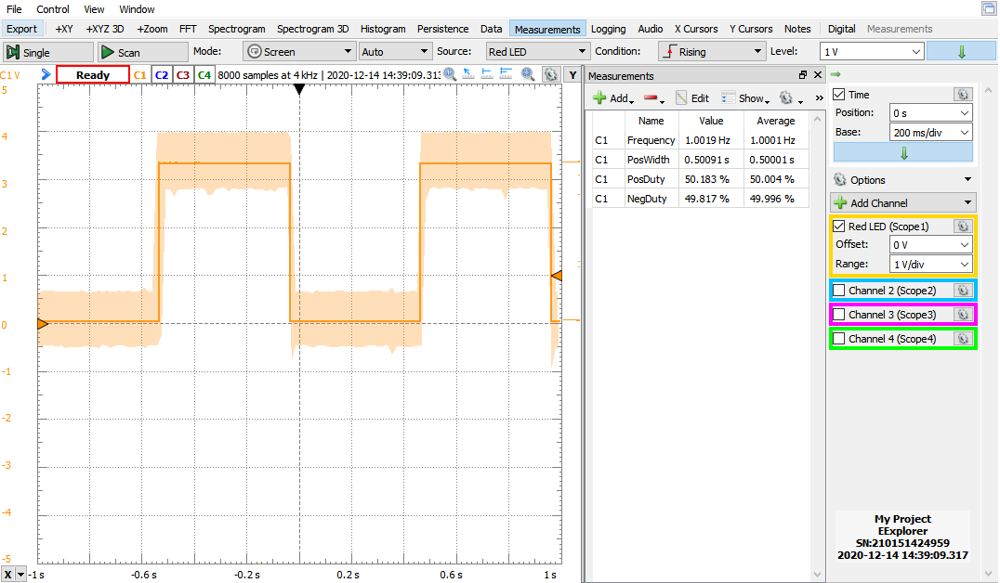 File Control View Window
Export +XY +XYZ 3D +Zoom FFT Spectrogram Spectrogram 3D Histogram Persistence Data Measurements Logging Audio X Cursors Y Cursors Notes Digital Measurements
Single Scan Mode: Screen Auto Source: Red LED Condition: Rising Level: 1 V
C1 V Ready C1 C2 C3 C4 8000 samples at 4 kHz | 2020-12-14 14:39:09.313 Y
5
4
3
2
1
0
-1
-2
-3
-4
-5
X -1 s -0.6 s -0.2 s 0.2 s 0.6 s 1 s
Measurements
Add Edit Show »
Name Value Average
C1 Frequency 1.0019 Hz 1.0001 Hz
C1 PosWidth 0.50091 s 0.50001 s
C1 PosDuty 50.183 % 50.004 %
C1 NegDuty 49.817 % 49.996 %
Time
Position: 0 s
Base: 200 ms/div
Options
Add Channel
Red LED (Scope1)
Offset: 0 V
Range: 1 V/div
Channel 2 (Scope2)
Channel 3 (Scope3)
Channel 4 (Scope4)
My Project
EExplorer
SN:210151424959
2020-12-14 14:39:09.317